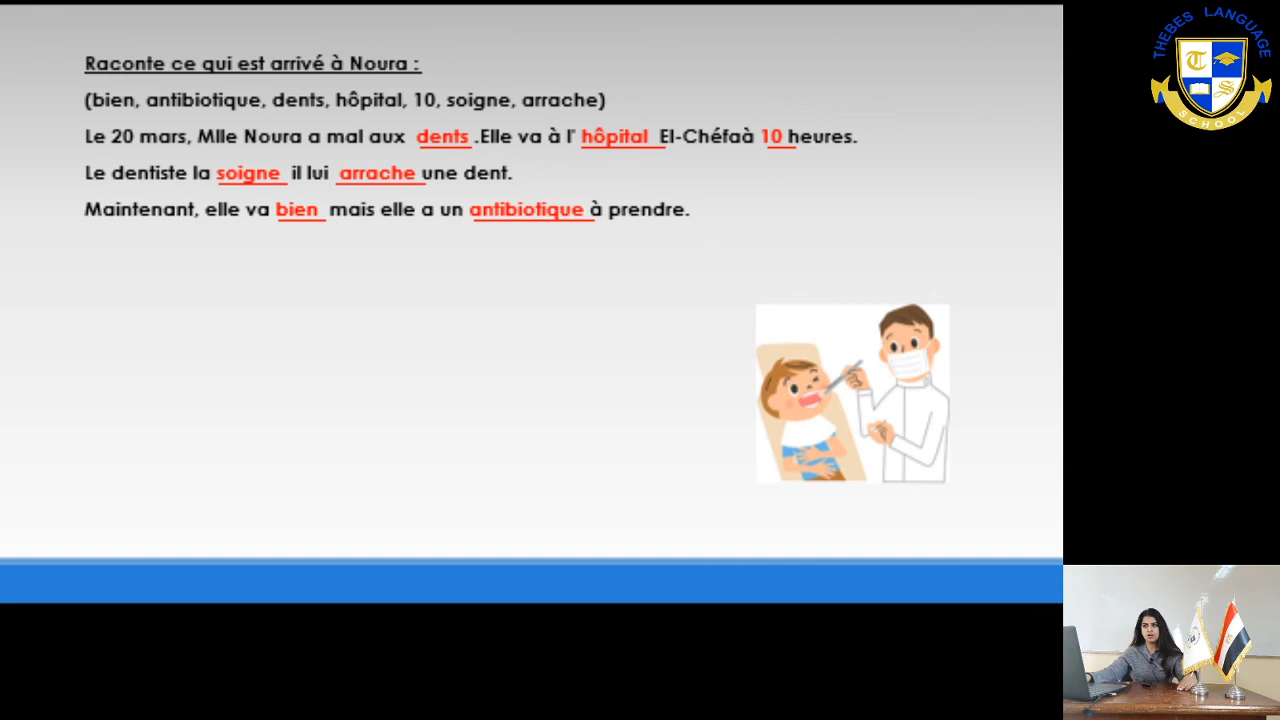 Raconte ce qui est arrivé à Noura :
(bien, antibiotique, dents, hôpital, 10, soigne, arrache)
Le 20 mars, Mlle Noura a mal aux dents .Elle va à l' hôpital El-Chéfaà 10 heures.
Le dentiste la soigne il lui arrache une dent.
Maintenant, elle va bien mais elle a un antibiotique à prendre.
THEBES LANGUAGE
T
S
SCHOOL